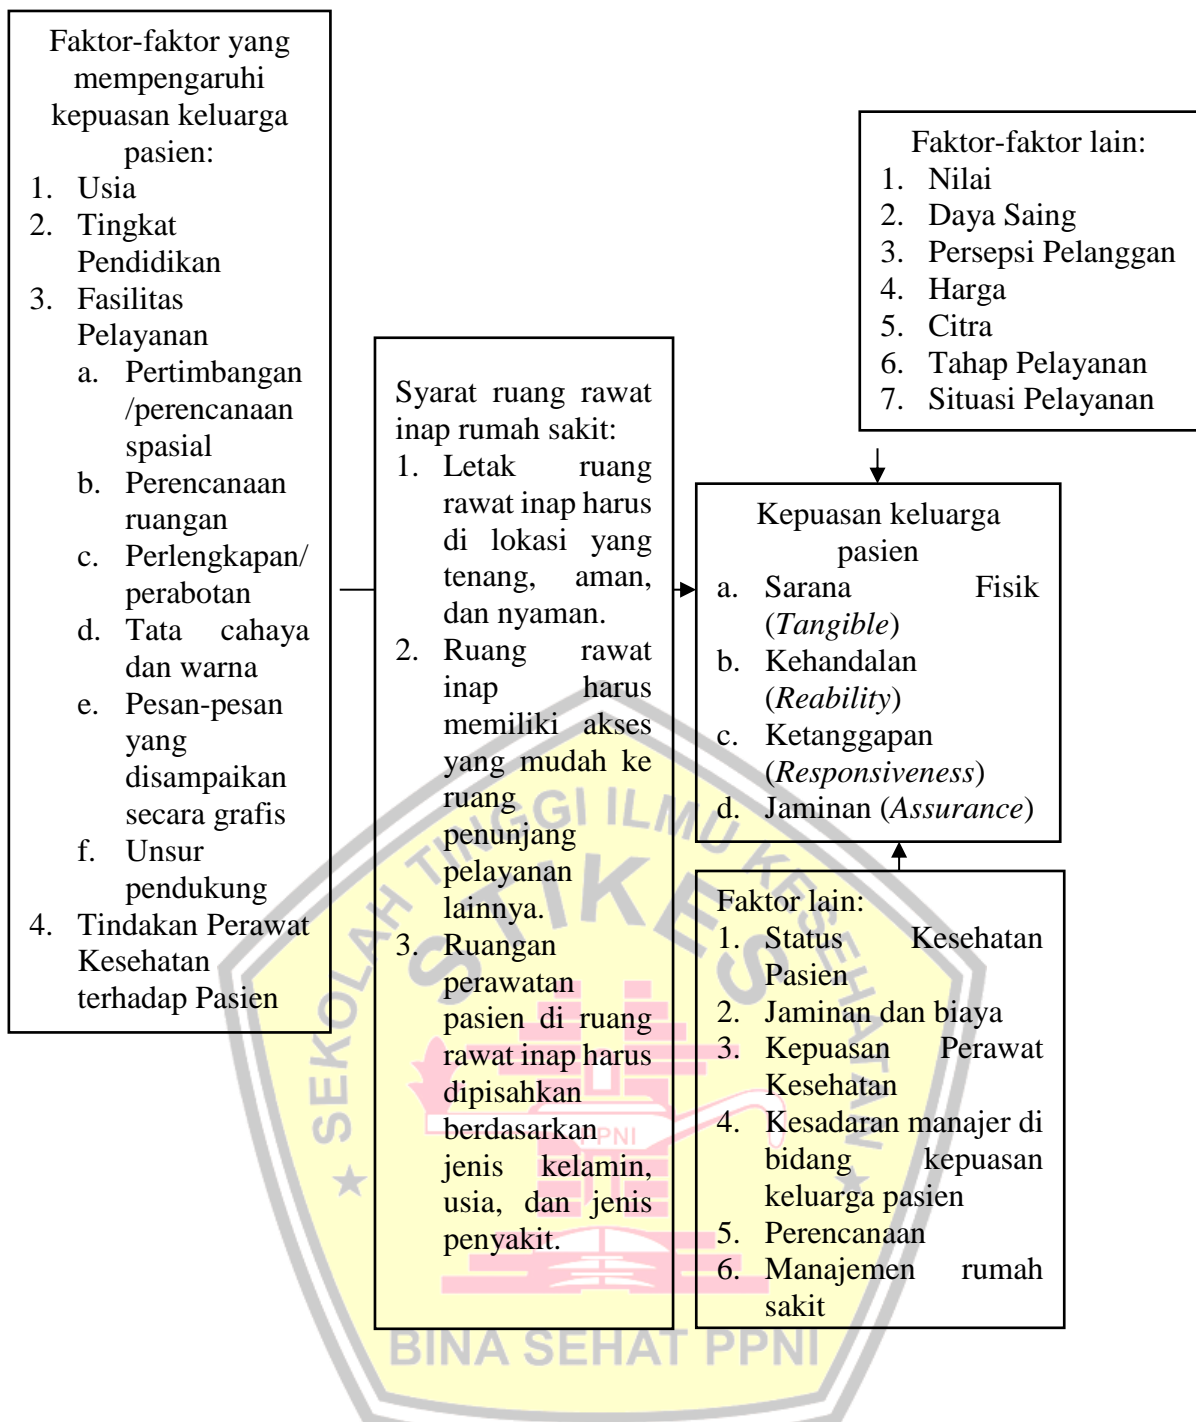 Faktor-faktor yang
mempengaruhi
kepuasan keluarga
pasien:
1. Usia
2. Tingkat
Pendidikan
3. Fasilitas
Pelayanan
a. Pertimbangan
/perencanaan
spasial
b. Perencanaan
ruangan
c. Perlengkapan/
perabotan
d. Tata cahaya
dan warna
e. Pesan-pesan
yang
disampaikan
secara grafis
f. Unsur
pendukung
4. Tindakan Perawat
Kesehatan
terhadap Pasien
Syarat ruang rawat
inap rumah sakit:
1. Letak ruang
rawat inap harus
di lokasi yang
tenang, aman,
dan nyaman.
2. Ruang rawat
inap harus
memiliki akses
yang mudah ke
ruang
penunjang
pelayanan
lainnya.
3. Ruangan
perawatan
pasien di ruang
rawat inap harus
dipisahkan
berdasarkan
jenis kelamin,
usia, dan jenis
penyakit.
Faktor-faktor lain:
1. Nilai
2. Daya Saing
3. Persepsi Pelanggan
4. Harga
5. Citra
6. Tahap Pelayanan
7. Situasi Pelayanan
Kepuasan keluarga
pasien
a. Sarana Fisik
(Tangible)
b. Kehandalan
(Reability)
c. Ketanggapan
(Responsiveness)
d. Jaminan (Assurance)
Faktor lain:
1. Status Kesehatan
Pasien
2. Jaminan dan biaya
3. Kepuasan Perawat
Kesehatan
4. Kesadaran manajer di
bidang kepuasan
keluarga pasien
5. Perencanaan
6. Manajemen rumah
sakit
SEKOLAH TINGGI ILMU KESEHATAN
STIKES
PPNI
BINA SEHAT PPNI